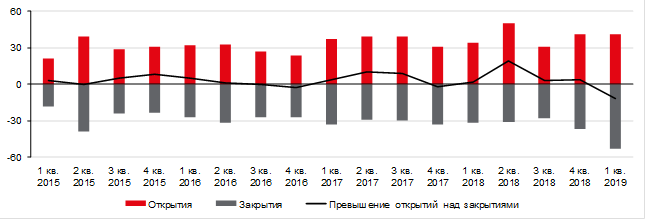 60
30
0
-30
-60
1 кв. 2 кв. 3 кв. 4 кв. 1 кв. 2 кв. 3 кв. 4 кв. 1 кв. 2 кв. 3 кв. 4 кв. 1 кв. 2 кв. 3 кв. 4 кв. 1 кв.
2015 2015 2015 2015 2016 2016 2016 2016 2017 2017 2017 2017 2018 2018 2018 2018 2019
Открытия Закрытия Превышение открытий над закрытиями